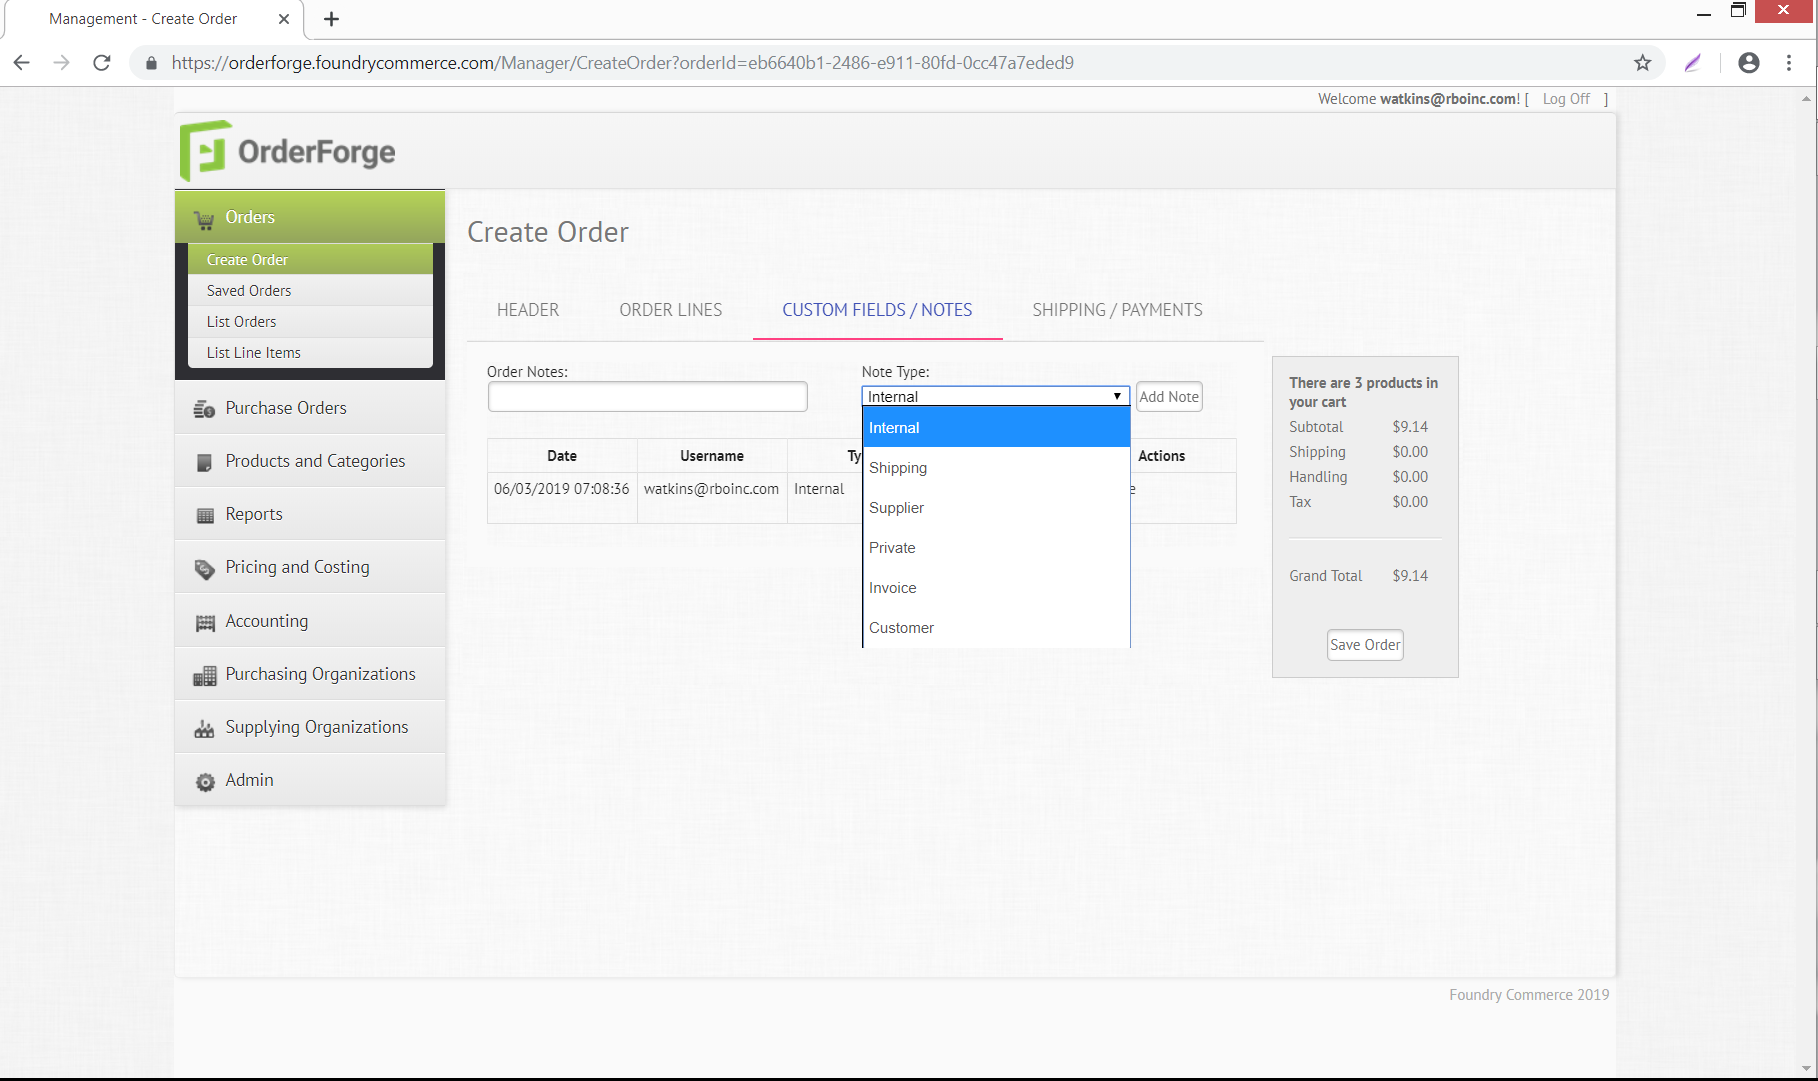 Management - Create Order
https://orderforge.foundrycommerce.com/Manager/CreateOrder?orderId=eb6640b1-2486-e911-80fd-0cc47a7eded9
Welcome watkins@rboinc.com! [ Log Off ]
OrderForge
Orders
Create Order
Saved Orders
List Orders
List Line Items
Purchase Orders
Products and Categories
Reports
Pricing and Costing
Accounting
Purchasing Organizations
Supplying Organizations
Admin
Create Order
HEADER ORDER LINES CUSTOM FIELDS / NOTES SHIPPING / PAYMENTS
Order Notes: Note Type:
Internal Add Note
Internal
Shipping
Supplier
Private
Invoice
Customer
Date Username Ty Actions
06/03/2019 07:08:36 watkins@rboinc.com Internal e
There are 3 products in
your cart
Subtotal $9.14
Shipping $0.00
Handling $0.00
Tax $0.00
Grand Total $9.14
Save Order
Foundry Commerce 2019